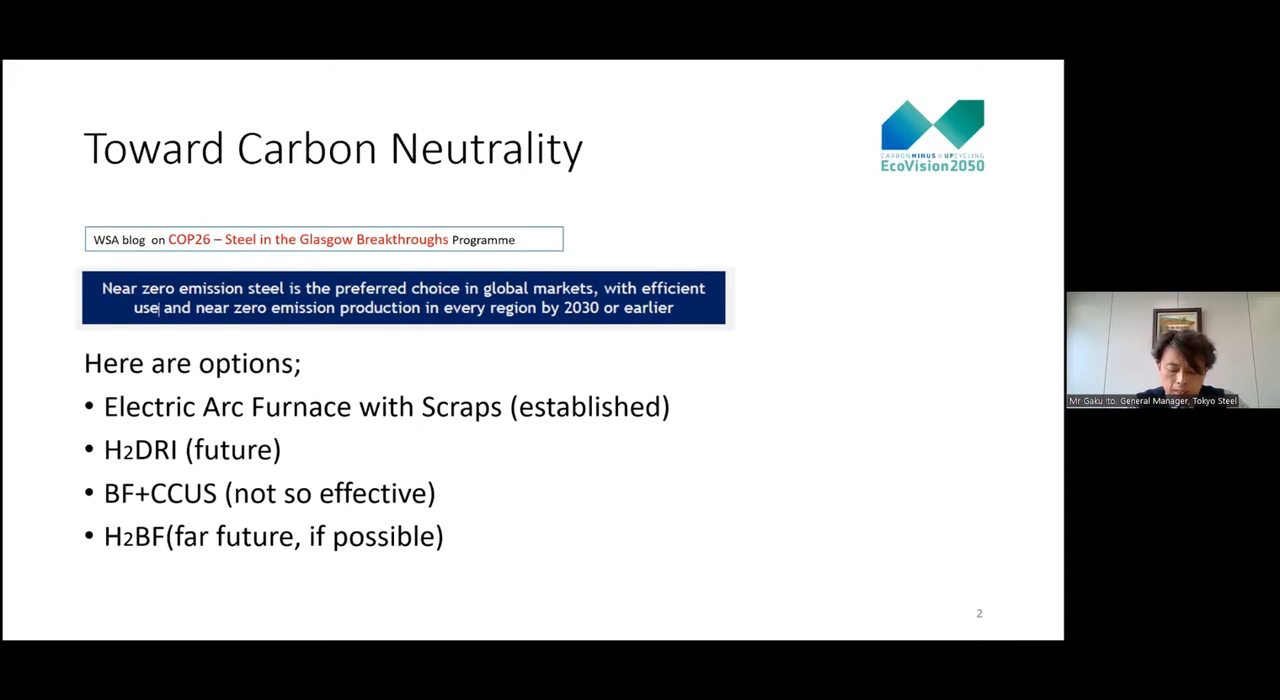 Toward Carbon Neutrality
CARBON MINUS × UPCYCLING
EcoVision2050
WSA blog on COP26 – Steel in the Glasgow Breakthroughs Programme
Near zero emission steel is the preferred choice in global markets, with efficient
use and near zero emission production in every region by 2030 or earlier
Here are options;
• Electric Arc Furnace with Scraps (established)
• H2DRI (future)
• BF+CCUS (not so effective)
• H2BF(far future, if possible)
2
Mr Gaku Ito, General Manager, Tokyo Steel